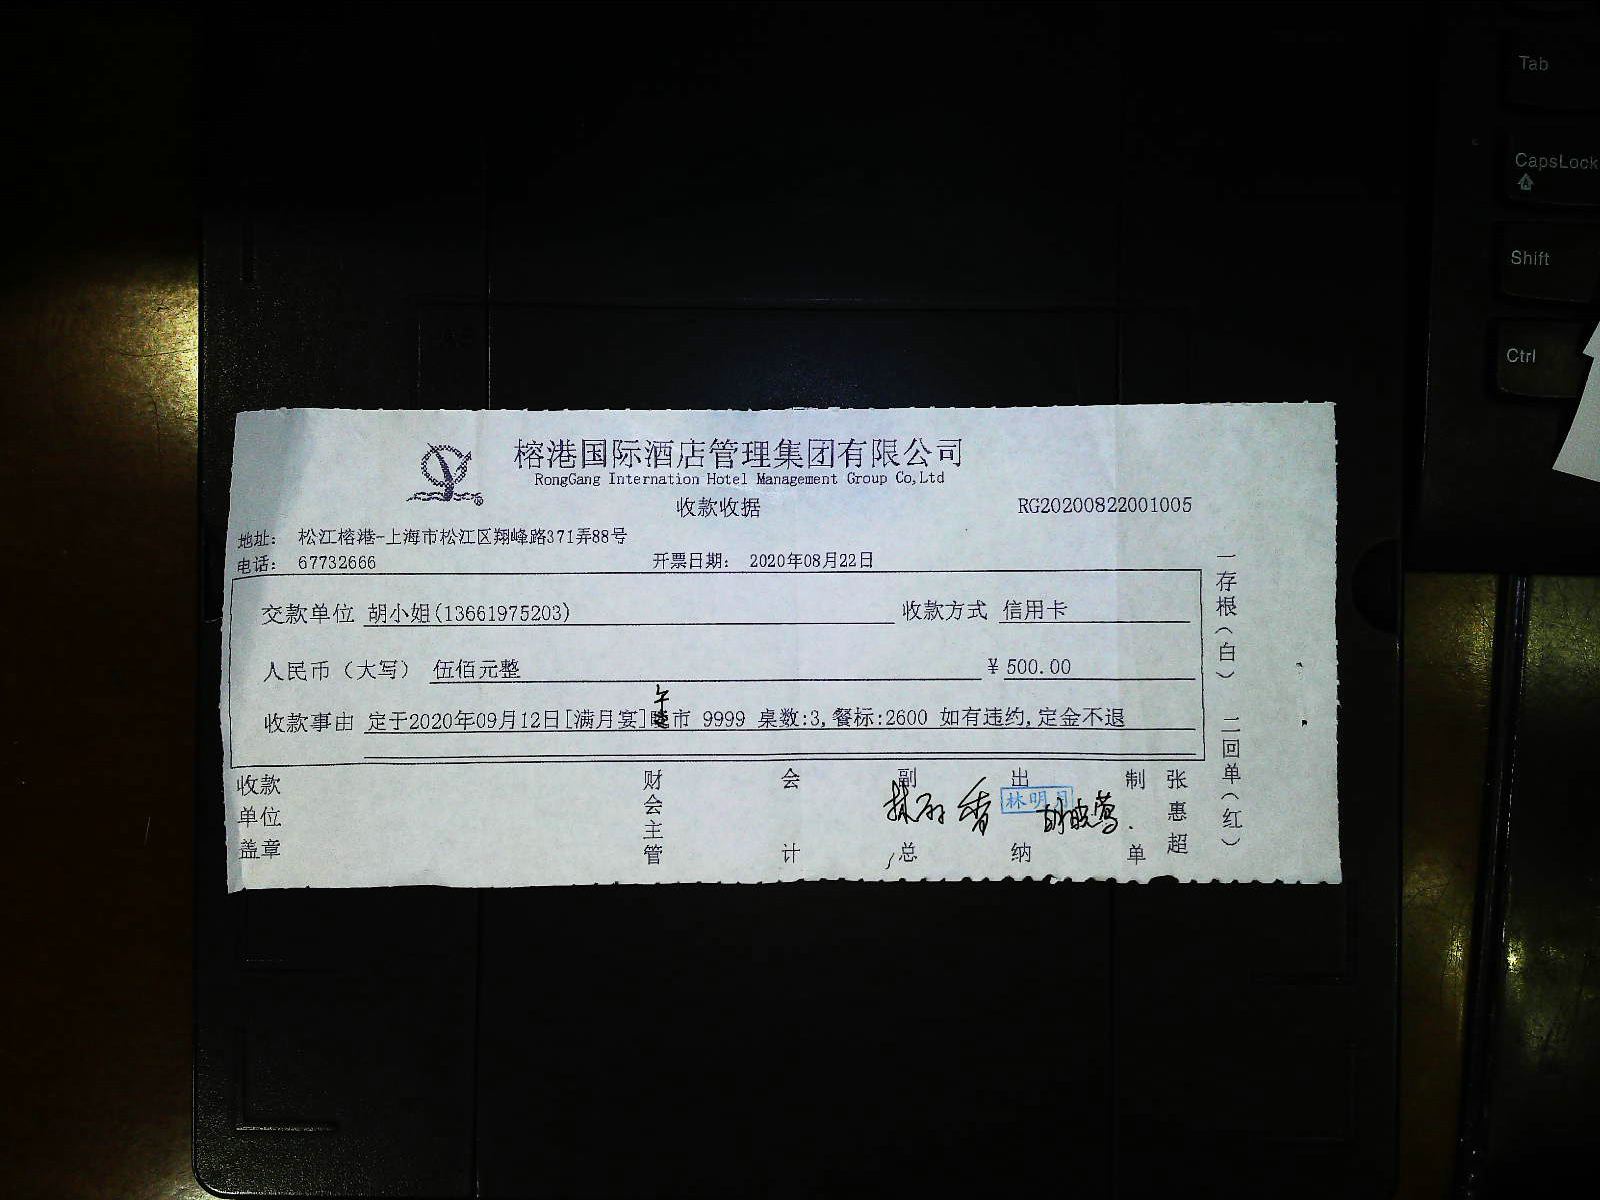 榕港国际酒店管理集团有限公司
RongGang Internation Hotel Management Group Co,Ltd
收款收据
RG20200822001005
地址： 松江榕港-上海市松江区翔峰路371弄88号
电话： 67732666
开票日期： 2020年08月22日
交款单位 胡小姐(13661975203)
收款方式 信用卡
人民币（大写） 伍佰元整
¥ 500.00
午
收款事由 定于2020年09月12日[满月宴]晚市 9999 桌数:3,餐标:2600 如有违约,定金不退
收款单位盖章
财会主管
会计
副总
出纳
林明月
胡晓莺
制单
张惠超
一存根（白） 二回单（红）
Tab
CapsLock
Shift
Ctrl